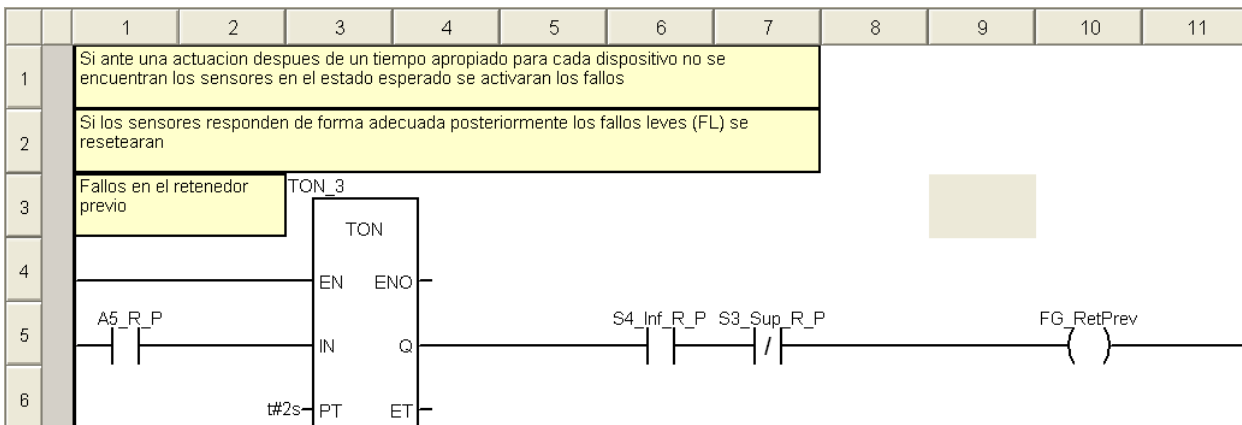 1 2 3 4 5 6 7 8 9 10 11
1
Si ante una actuacion despues de un tiempo apropiado para cada dispositivo no se
encuentran los sensores en el estado esperado se activaran los fallos
2
Si los sensores responden de forma adecuada posteriormente los fallos leves (FL) se
resetearan
3
Fallos en el retenedor
previo
TON_3
TON
4
EN ENO
A5_R_P S4_Inf_R_P S3_Sup_R_P FG_RetPrev
5
IN Q /
6
t#2s PT ET